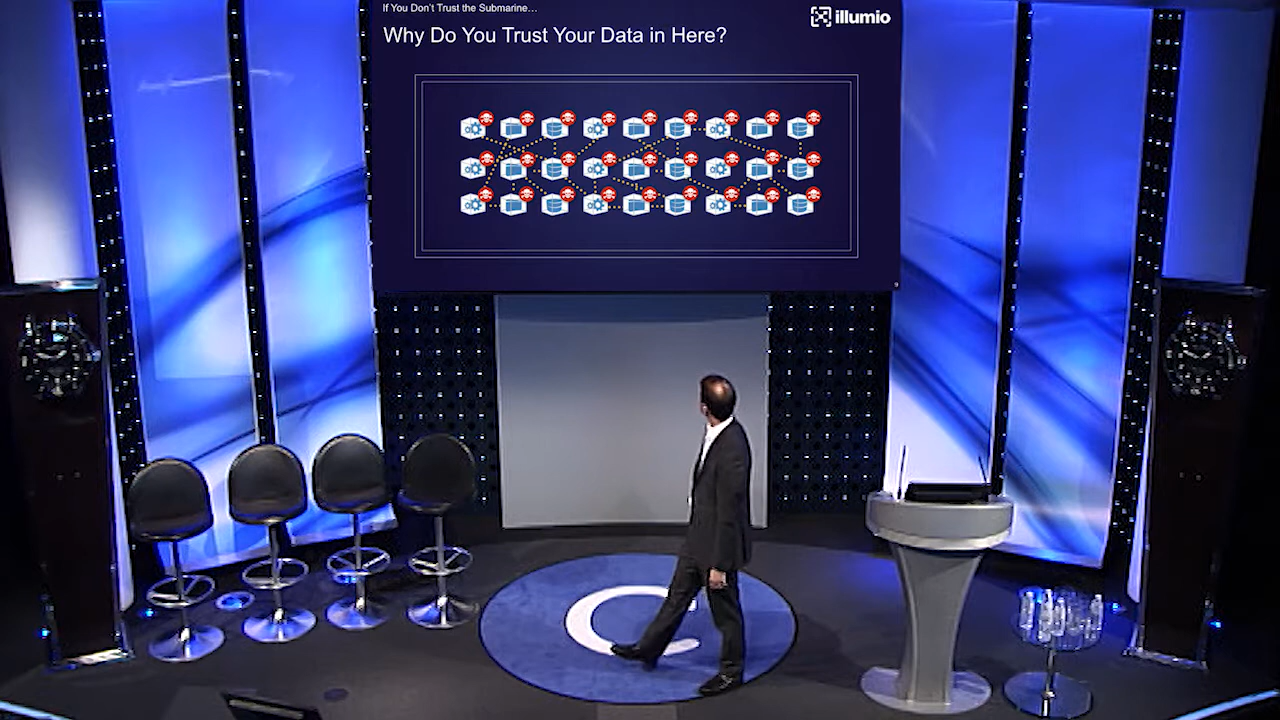 If You Don't Trust the Submarine…
illumio
Why Do You Trust Your Data in Here?
C